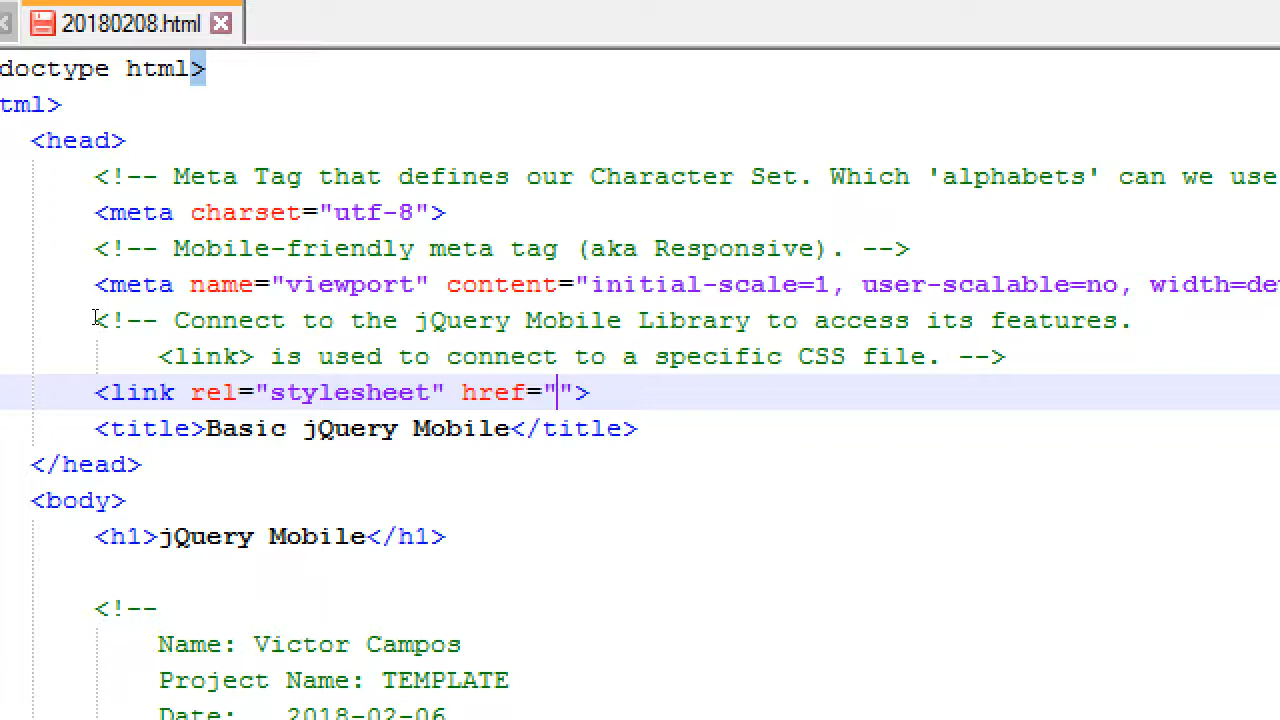 20180208.html
doctype html>
tml>
<head>
<!-- Meta Tag that defines our Character Set. Which 'alphabets' can we use
<meta charset="utf-8">
<!-- Mobile-friendly meta tag (aka Responsive). -->
<meta name="viewport" content="initial-scale=1, user-scalable=no, width=de
<!-- Connect to the jQuery Mobile Library to access its features.
<link> is used to connect to a specific CSS file. -->
<link rel="stylesheet" href="">
<title>Basic jQuery Mobile</title>
</head>
<body>
<h1>jQuery Mobile</h1>
<!--
Name: Victor Campos
Project Name: TEMPLATE
Date: 2018-02-06